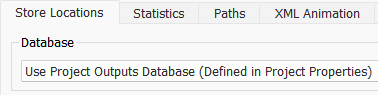 Store Locations Statistics Paths XML Animation
Database
Use Project Outputs Database (Defined in Project Properties)